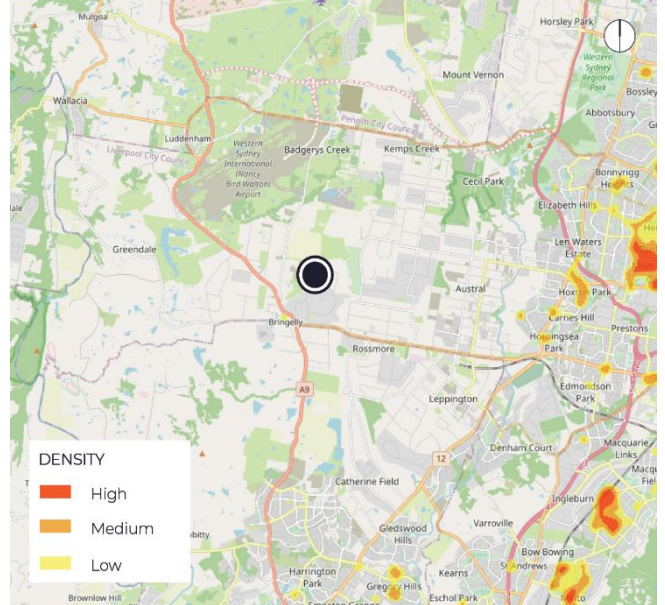 Mulgoa
Horsley Park
Mount Vernon
Western
Sydney
Regional
Park
Bossley
Wallacia
Abbotsbury
Penrith City Council
Luddenham
Liverpool City Council
Western
Sydney
International
(Nancy
Bird Walton)
Airport
Badgerys Creek
Kemps Creek
Cecil Park
Bonnyrigg
Heights
Elizabeth Hills
Greendale
Len Waters
Estate
Austral
Hoxton Park
Carnes Hill
Bringelly
Horningsea
Park
Prestons
Rossmore
A9
Leppington
Edmondson
Park
DENSITY
High
Medium
Low
12
Denham Court
Macquarie
Links
Catherine Field
Ingleburn
Gledswood
Hills
Varroville
Bow Bowing
St Andrews
Harrington
Park
Gregory Hills
Kearns
Eschol Park
Brownlow Hill